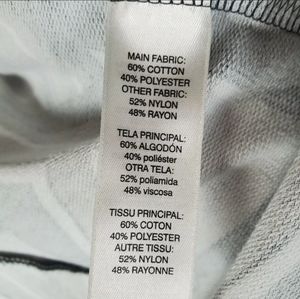 MAIN FABRIC:
60% COTTON
40% POLYESTER
OTHER FABRIC:
52% NYLON
48% RAYON
TELA PRINCIPAL:
60% ALGODÓN
40% poliéster
OTRA TELA:
52% poliamida
48% viscosa
TISSU PRINCIPAL:
60% COTON
40% POLYESTER
AUTRE TISSU:
52% NYLON
48% RAYONNE